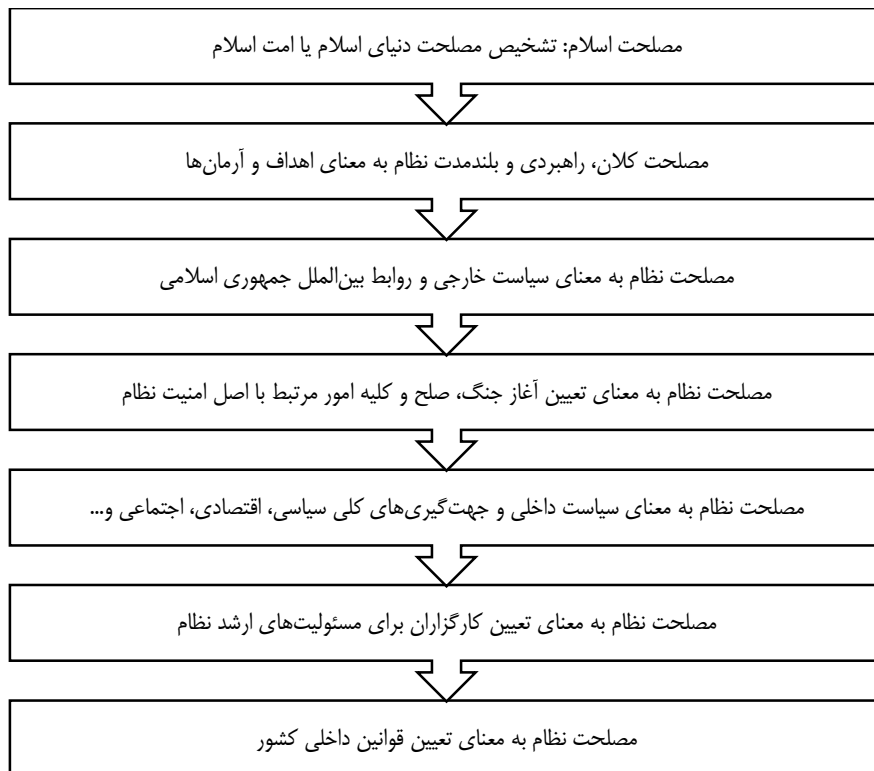 مصلحت اسلام: تشخیص مصلحت دنیای اسلام یا امت اسلام
مصلحت کلان، راهبردی و بلندمدت نظام به معنای اهداف و آرمان‌ها
مصلحت نظام به معنای سیاست خارجی و روابط بین‌الملل جمهوری اسلامی
مصلحت نظام به معنای تعیین آغاز جنگ، صلح و کلیه امور مرتبط با اصل امنیت نظام
مصلحت نظام به معنای سیاست داخلی و جهت‌گیری‌های کلی سیاسی، اقتصادی، اجتماعی و...
مصلحت نظام به معنای تعیین کارگزاران برای مسئولیت‌های ارشد نظام
مصلحت نظام به معنای تعیین قوانین داخلی کشور